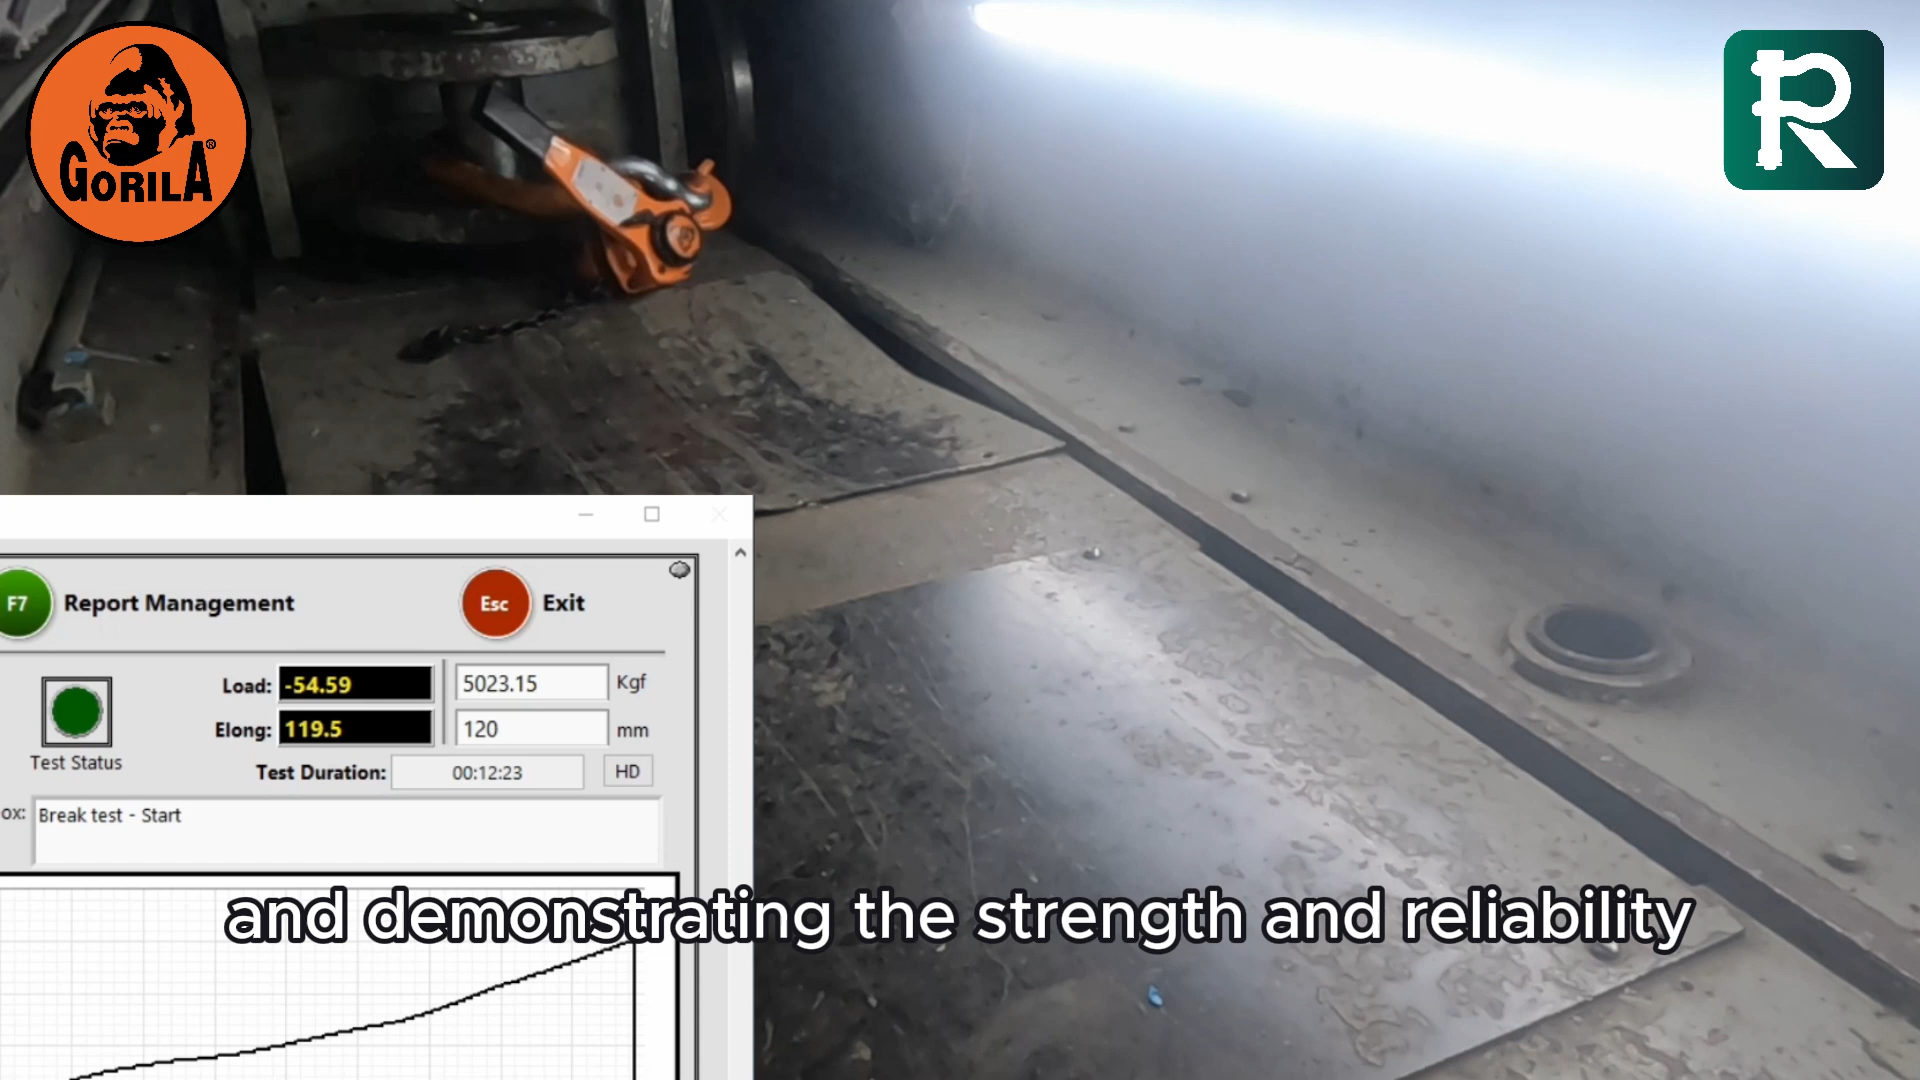 GORILA®
R
F7 Report Management
Esc Exit
Load: -54.59 5023.15 Kgf
Elong: 119.5 120 mm
Test Status
Test Duration: 00:12:23 HD
ox: Break test - Start
and demonstrating the strength and reliability